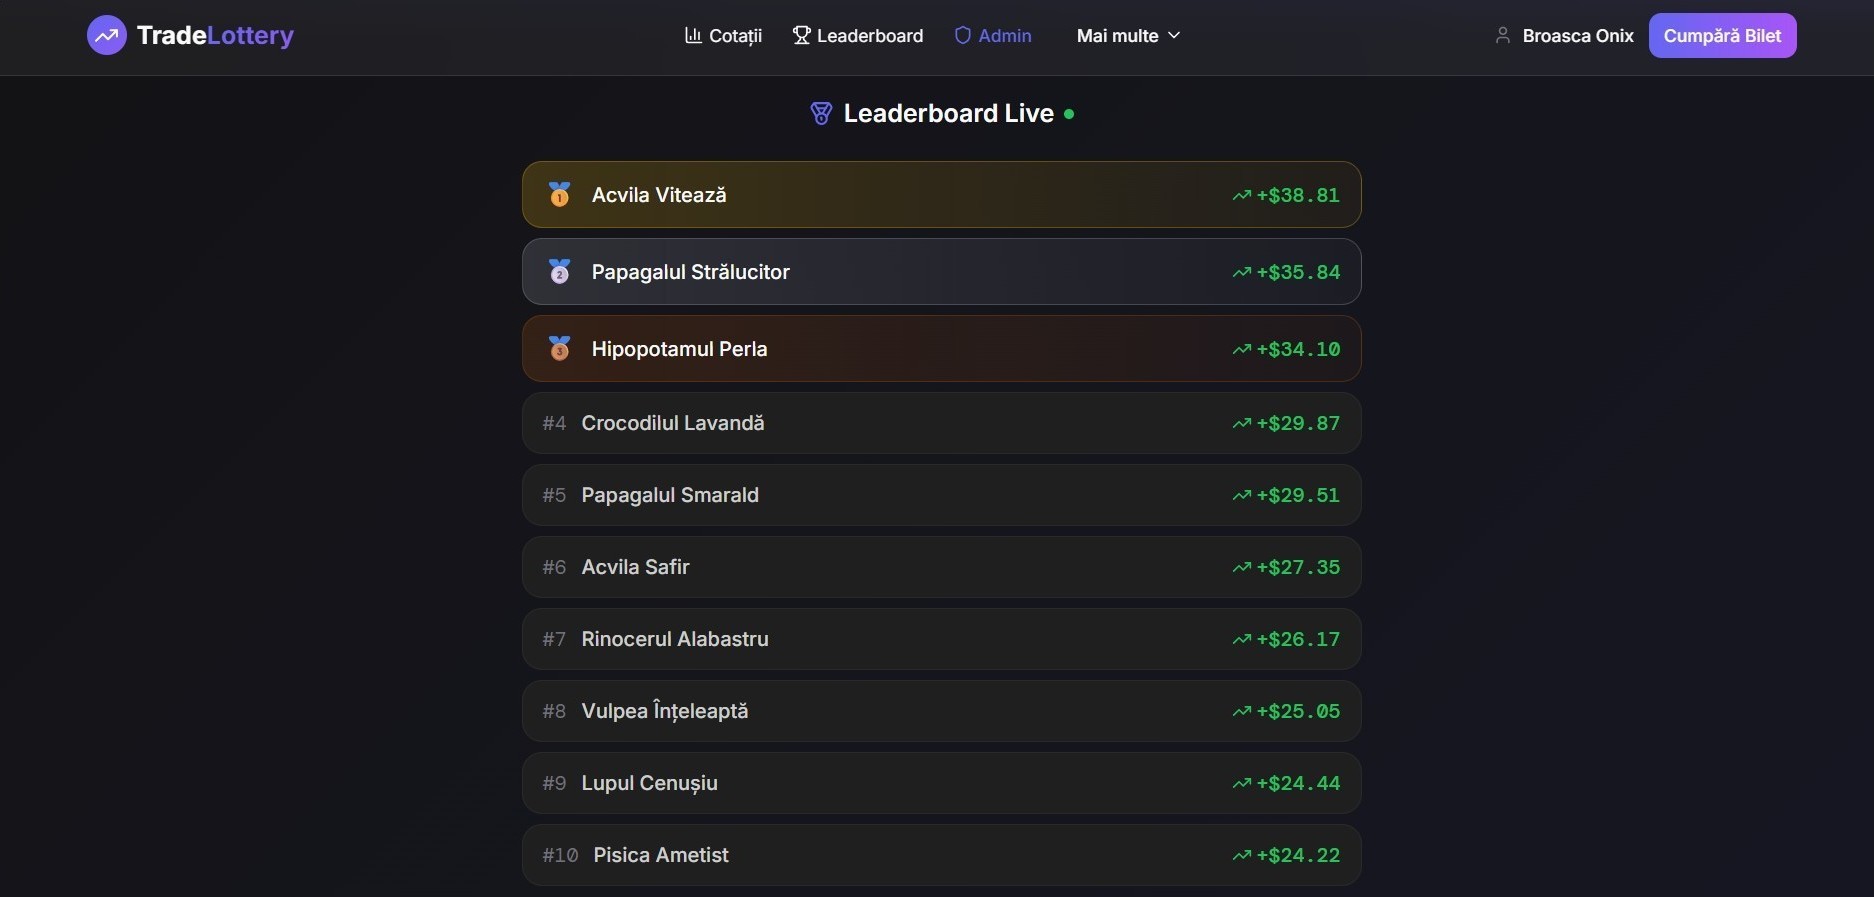 TradeLottery Cotații Leaderboard Admin Mai multe Broasca Onix Cumpără Bilet
Leaderboard Live
1 Acvila Vitează +$38.81
2 Papagalul Strălucitor +$35.84
3 Hipopotamul Perla +$34.10
#4 Crocodilul Lavandă +$29.87
#5 Papagalul Smarald +$29.51
#6 Acvila Safir +$27.35
#7 Rinocerul Alabastru +$26.17
#8 Vulpea Înțeleaptă +$25.05
#9 Lupul Cenușiu +$24.44
#10 Pisica Ametist +$24.22